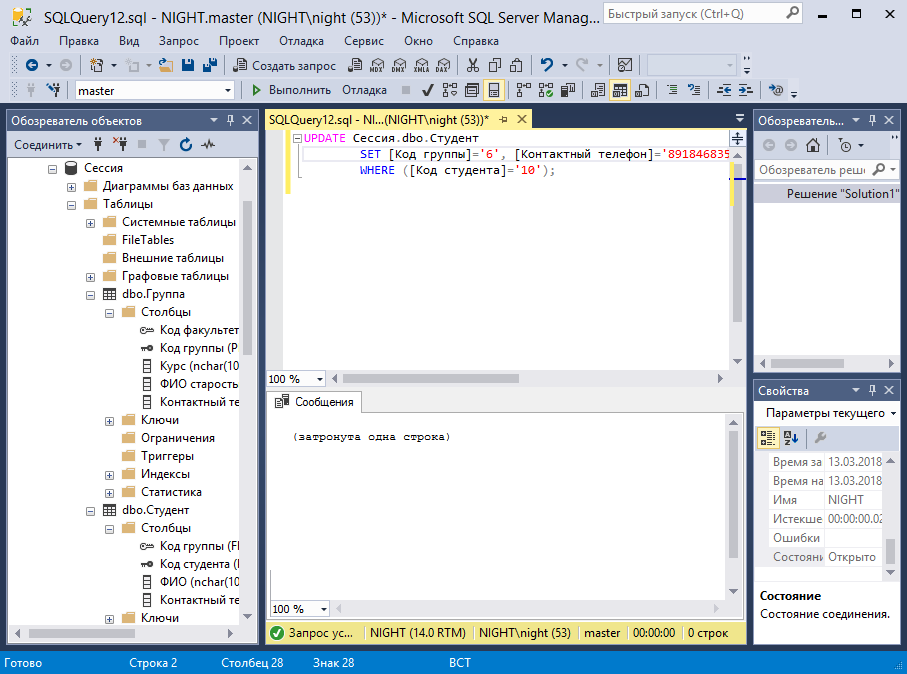 SQLQuery12.sql - NIGHT.master (NIGHT\night (53))* - Microsoft SQL Server Manag...
Быстрый запуск (Ctrl+Q)
Файл Правка Вид Запрос Проект Отладка Сервис Окно Справка
Создать запрос
MDX DMX XMLA DAX
master
Выполнить Отладка
Обозреватель объектов
Соединить
Сессия
Диаграммы баз данных
Таблицы
Системные таблицы
FileTables
Внешние таблицы
Графовые таблицы
dbo.Группа
Столбцы
Код факультет
Код группы (P
Курс (nchar(10
ФИО старость
Контактный те
Ключи
Ограничения
Триггеры
Индексы
Статистика
dbo.Студент
Столбцы
Код группы (F
Код студента (
ФИО (nchar(10
Контактный те
Ключи
SQLQuery12.sql - NI...(NIGHT\night (53))*
UPDATE Сессия.dbo.Студент
SET [Код группы]='6', [Контактный телефон]='891846835
WHERE ([Код студента]='10');
100 %
Сообщения
(затронута одна строка)
100 %
Запрос ус... NIGHT (14.0 RTM) NIGHT\night (53) master 00:00:00 0 строк
Обозреватель...
Обозреватель реше
Решение "Solution1"
Свойства
Параметры текущего
Время за 13.03.2018
Время на 13.03.2018
Имя NIGHT
Истекше 00:00:00.02
Ошибки
Состояни Открыто
Состояние
Состояние соединения.
Готово Строка 2 Столбец 28 Знак 28 ВСТ